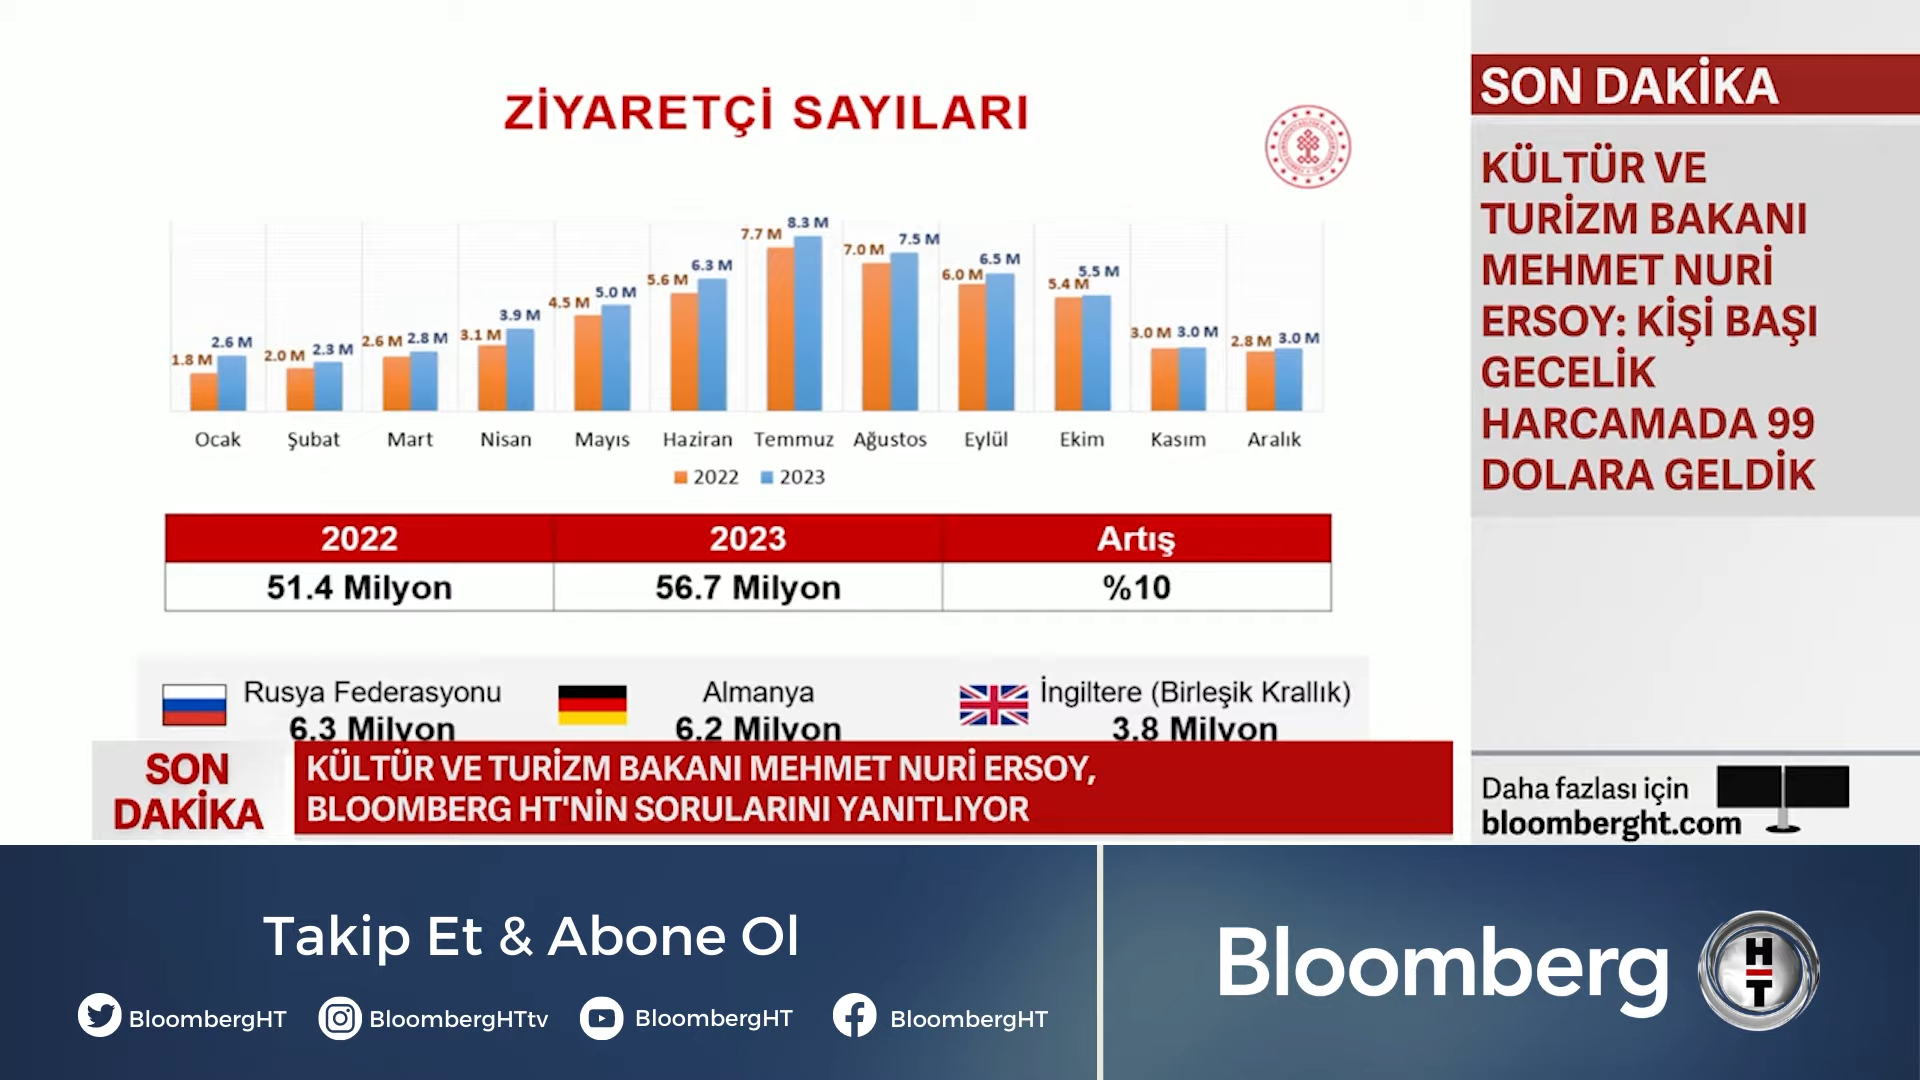 ZİYARETÇİ SAYILARI
1.8 M 2.6 M 2.0 M 2.3 M 2.6 M 2.8 M 3.1 M 3.9 M 4.5 M 5.0 M 5.6 M 6.3 M 7.7 M 8.3 M 7.0 M 7.5 M 6.0 M 6.5 M 5.4 M 5.5 M 3.0 M 3.0 M 2.8 M 3.0 M
Ocak Şubat Mart Nisan Mayıs Haziran Temmuz Ağustos Eylül Ekim Kasım Aralık
2022 2023
2022 2023 Artış
51.4 Milyon 56.7 Milyon %10
Rusya Federasyonu Almanya İngiltere (Birleşik Krallık)
6.3 Milyon 6.2 Milyon 3.8 Milyon
SON DAKİKA
KÜLTÜR VE
TURİZM BAKANI
MEHMET NURİ
ERSOY: KİŞİ BAŞI
GECELİK
HARCAMADA 99
DOLARA GELDİK
SON
DAKİKA
KÜLTÜR VE TURİZM BAKANI MEHMET NURİ ERSOY,
BLOOMBERG HT'NİN SORULARINI YANITLIYOR
Daha fazlası için
bloomberght.com
Takip Et & Abone Ol
BloombergHT BloombergHTtv BloombergHT BloombergHT
Bloomberg HT